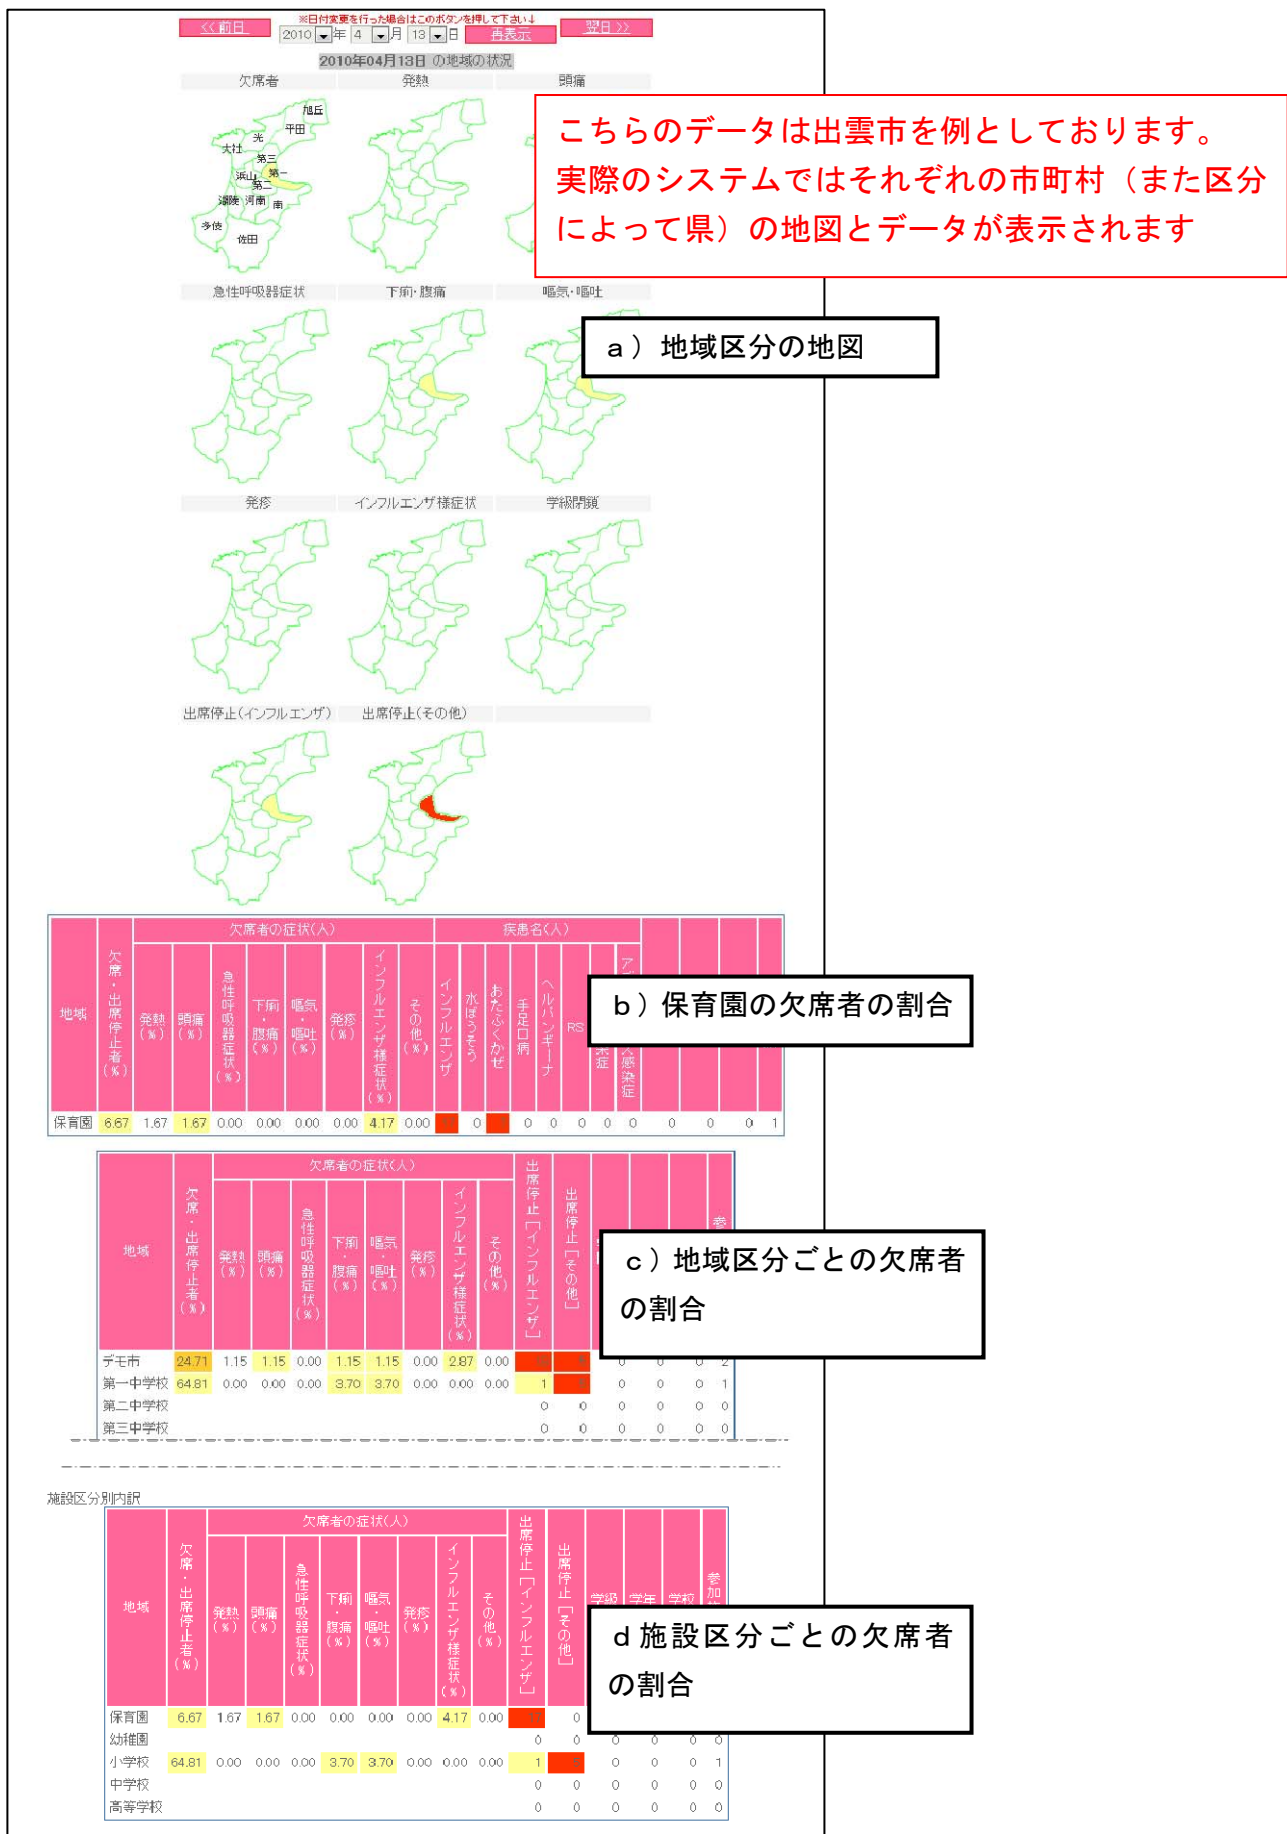 << 前日
※日付変更を行った場合はこのボタンを押して下さい↓
2010 年 4 月 13 日 再表示
翌日 >>
2010年04月13日 の地域の状況
欠席者 発熱 頭痛
旭丘
平田
光
大社
第三
浜山 第一
第二
河南 南
多伎
佐田
こちらのデータは出雲市を例としております。
実際のシステムではそれぞれの市町村（また区分
によって県）の地図とデータが表示されます
急性呼吸器症状 下痢・腹痛 嘔気・嘔吐
a）地域区分の地図
発疹 インフルエンザ様症状 学級閉鎖
出席停止(インフルエンザ) 出席停止(その他)
欠席者の症状(人) 疾患名(人)
地域 欠席・出席停止者(%) 発熱(%) 頭痛(%) 急性呼吸器症状(%) 下痢・腹痛(%) 嘔気・嘔吐(%) 発疹(%) インフルエンザ様症状(%) その他(%) インフルエンザ 水ぼうそう おたふくかぜ 手足口病 ヘルパンギーナ RS
b）保育園の欠席者の割合
保育園 6.67 1.67 1.67 0.00 0.00 0.00 0.00 4.17 0.00 0 0 0 0 0 0 0 0 0 1
欠席者の症状(人)
地域 欠席・出席停止者(%) 発熱(%) 頭痛(%) 急性呼吸器症状(%) 下痢・腹痛(%) 嘔気・嘔吐(%) 発疹(%) インフルエンザ様症状(%) その他(%) 出席停止[インフルエンザ] 出席停止[その他]
c）地域区分ごとの欠席者
の割合
デモ市 24.71 1.15 1.15 0.00 1.15 1.15 0.00 2.87 0.00 0 0 0 2
第一中学校 64.81 0.00 0.00 0.00 3.70 3.70 0.00 0.00 0.00 1 0 0 0 1
第二中学校 0 0 0 0 0 0
第三中学校 0 0 0 0 0 0
施設区分別内訳
欠席者の症状(人)
地域 欠席・出席停止者(%) 発熱(%) 頭痛(%) 急性呼吸器症状(%) 下痢・腹痛(%) 嘔気・嘔吐(%) 発疹(%) インフルエンザ様症状(%) その他(%) 出席停止[インフルエンザ] 出席停止[その他] 学級 学年 学校 参加
d 施設区分ごとの欠席者
の割合
保育園 6.67 1.67 1.67 0.00 0.00 0.00 0.00 4.17 0.00 0
幼稚園 0 0 0 0 0 0
小学校 64.81 0.00 0.00 0.00 3.70 3.70 0.00 0.00 0.00 1 0 0 0 1
中学校 0 0 0 0 0 0
高等学校 0 0 0 0 0 0